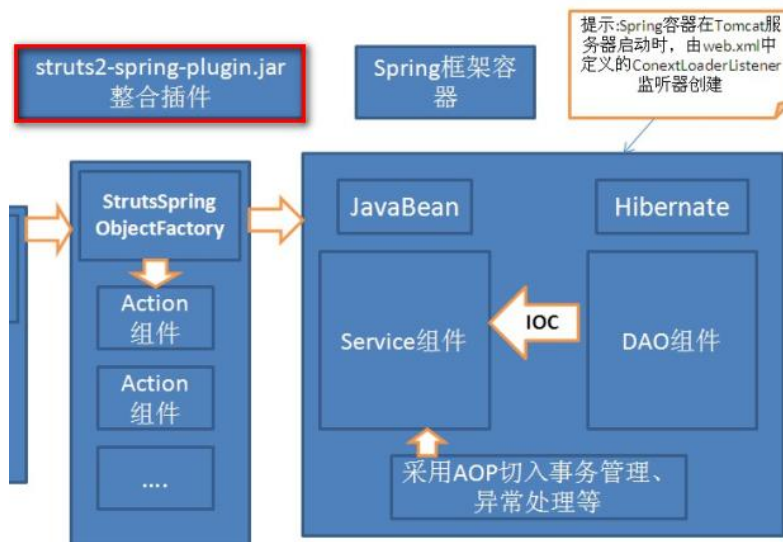 struts2-spring-plugin.jar
整合插件
Spring框架容
器
提示:Spring容器在Tomcat服
务器启动时，由web.xml中
定义的ConextLoaderListener
监听器创建
StrutsSpring
ObjectFactory
Action
组件
Action
组件
....
JavaBean
Hibernate
Service组件
IOC
DAO组件
采用AOP切入事务管理、
异常处理等